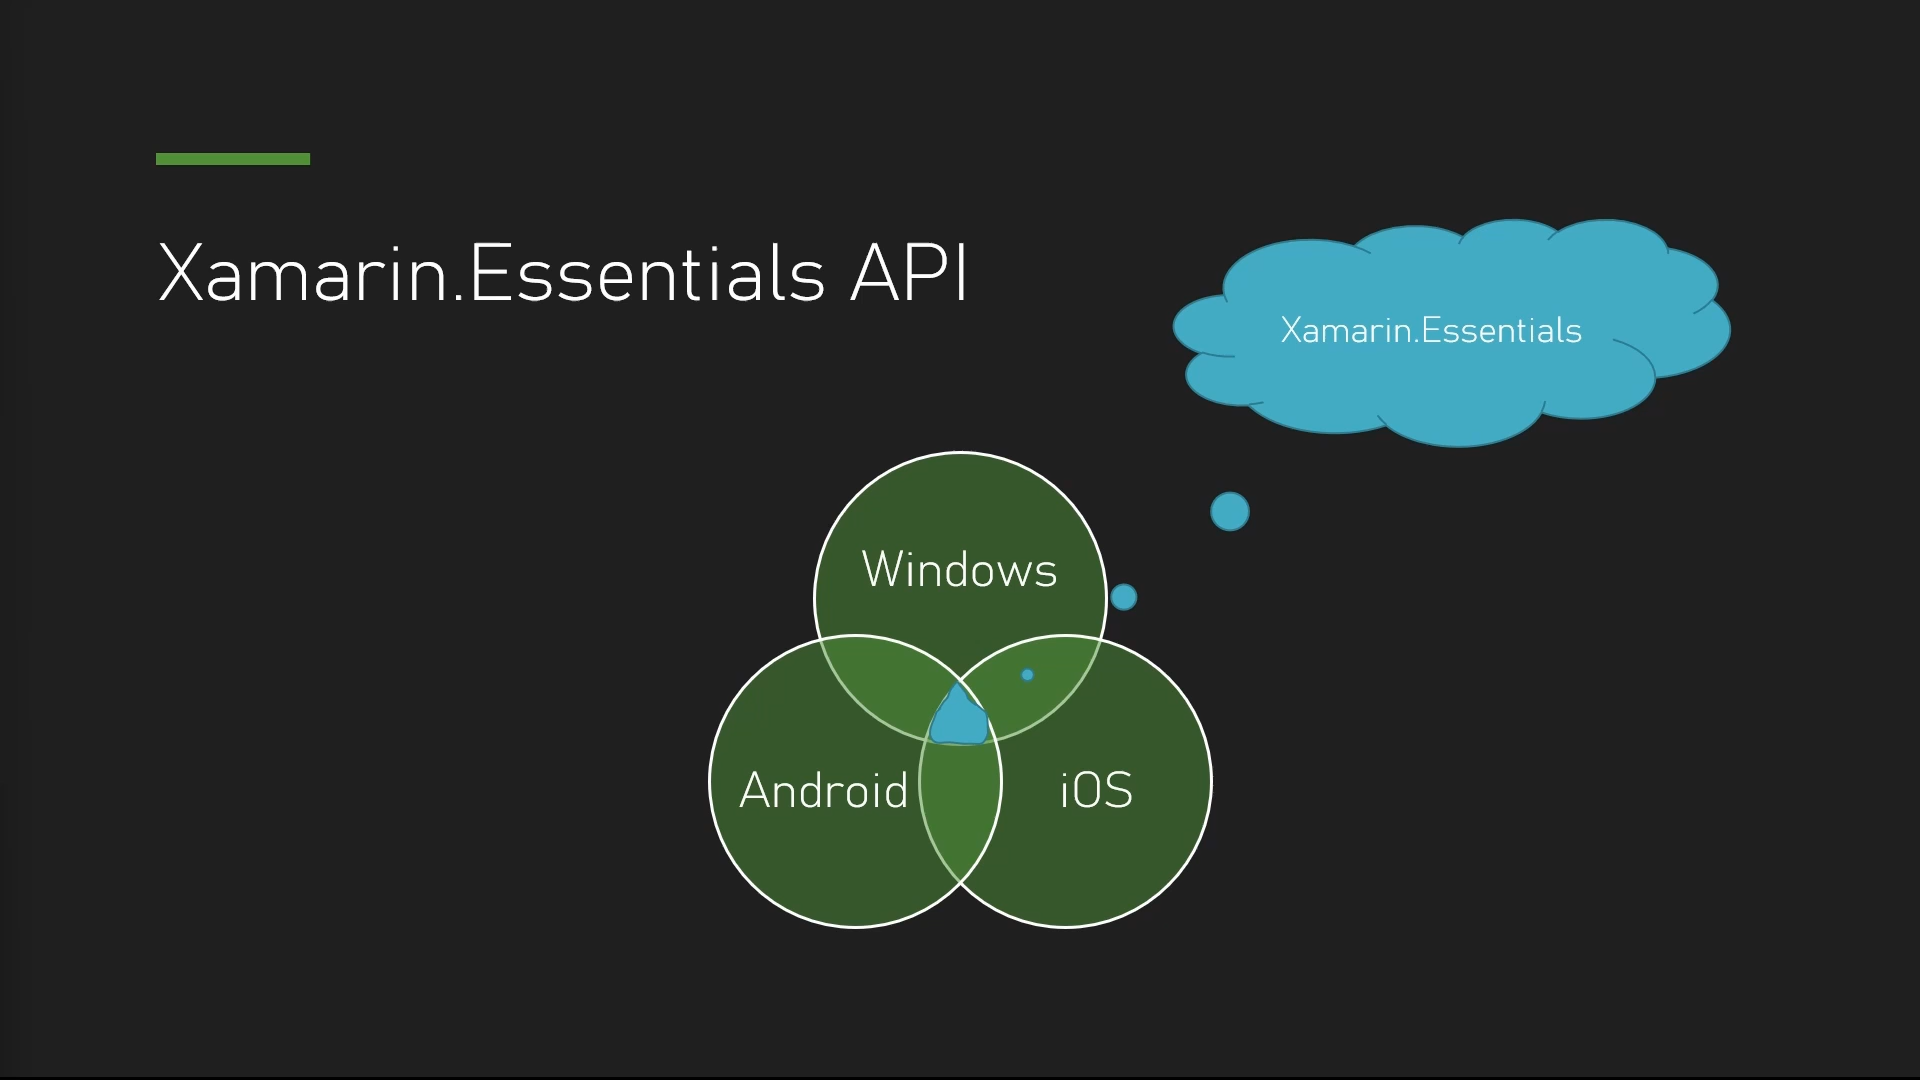 Xamarin.Essentials API
Xamarin.Essentials
Windows
Android
iOS